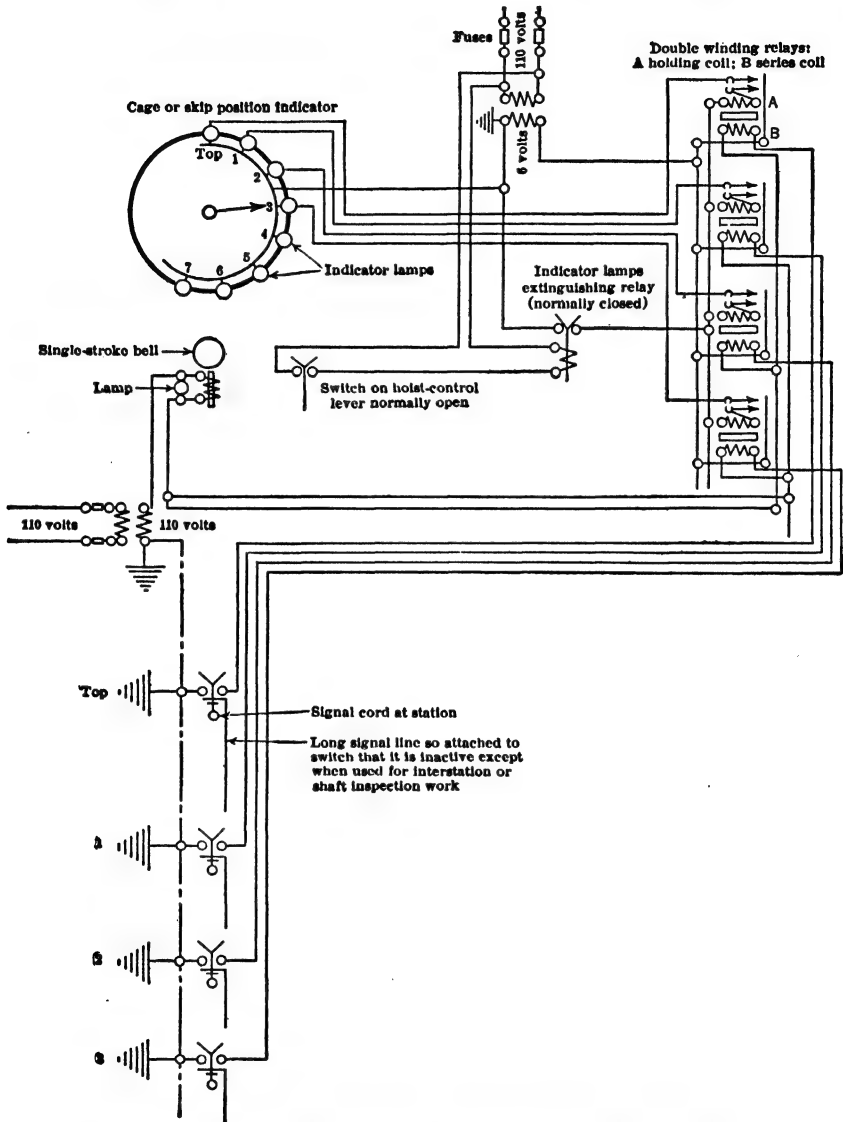 Fuses
110 volts
Double winding relays:
A holding coil; B series coil
Cage or skip position indicator
A
B
Top
1
2
3
4
5
6
7
6 volts
Indicator lamps
Indicator lamps
extinguishing relay
(normally closed)
Single-stroke bell
Lamp
Switch on hoist-control
lever normally open
110 volts
110 volts
Top
Signal cord at station
Long signal line so attached to
switch that it is inactive except
when used for interstation or
shaft inspection work
1
2
3